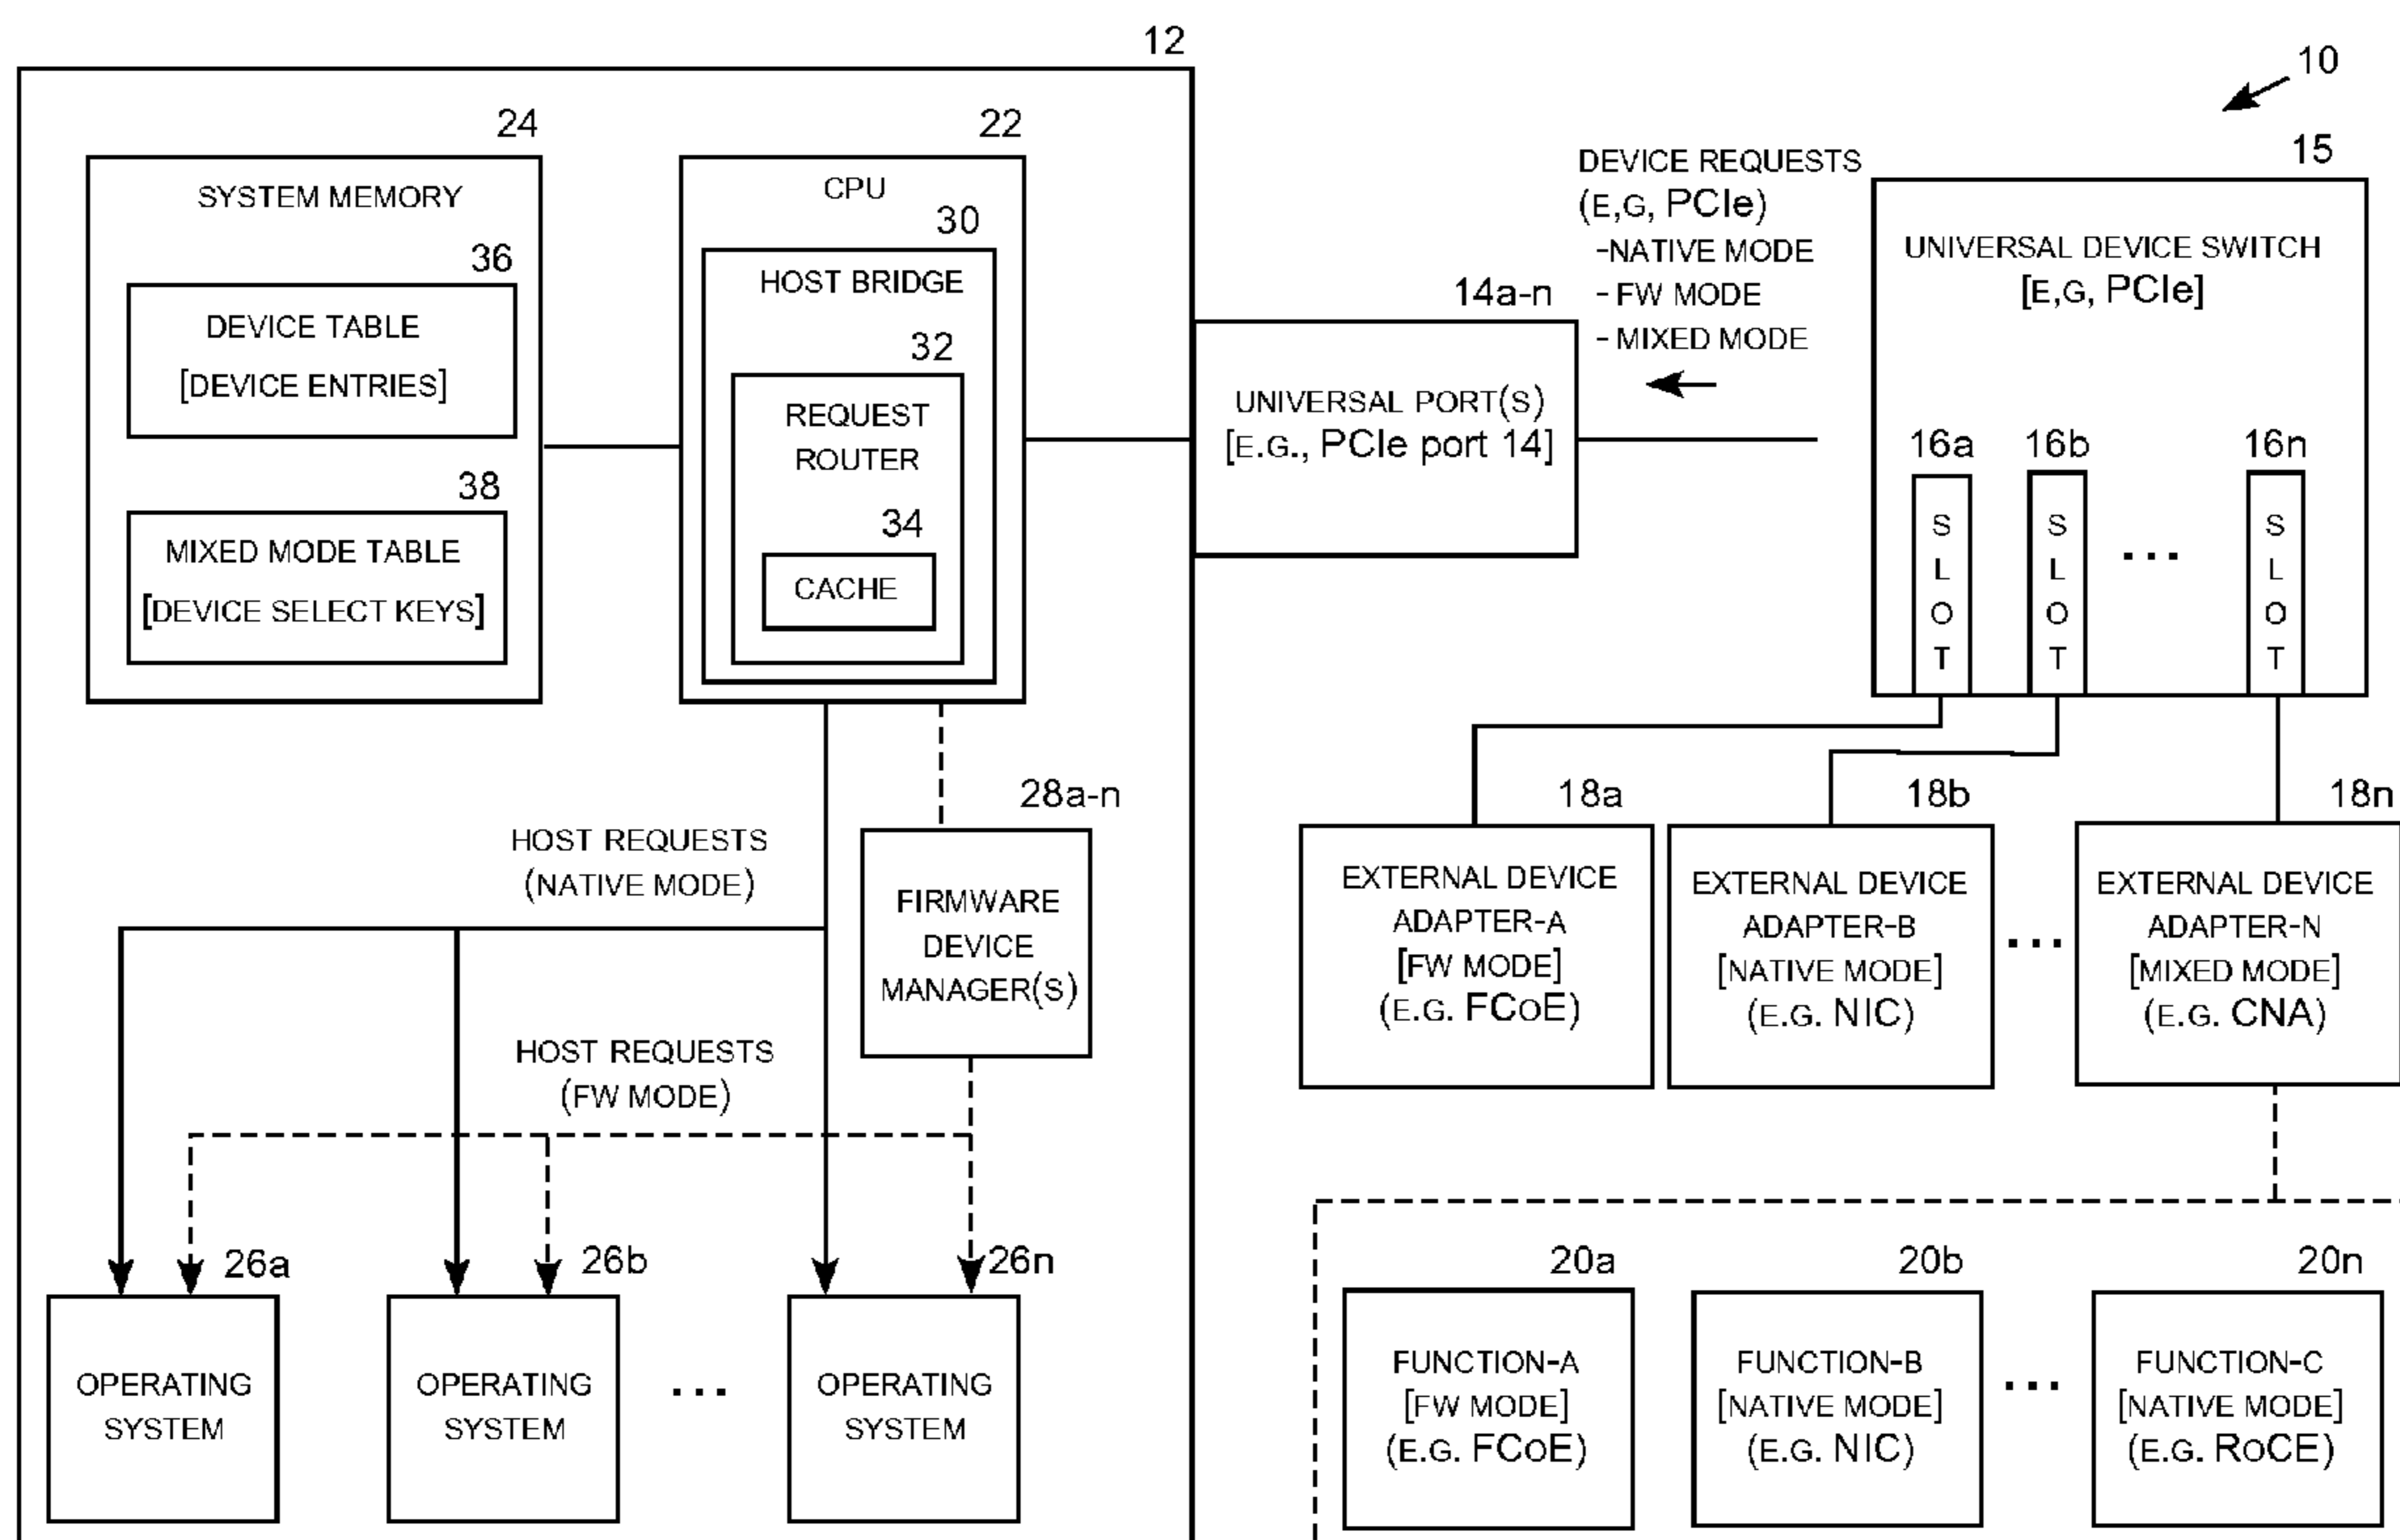 12
10
24
22
15
SYSTEM MEMORY
36
DEVICE TABLE
[DEVICE ENTRIES]
38
MIXED MODE TABLE
[DEVICE SELECT KEYS]
CPU
30
HOST BRIDGE
32
REQUEST
ROUTER
34
CACHE
14a-n
UNIVERSAL PORT(S)
[E.G., PCIe port 14]
DEVICE REQUESTS
(E,G, PCIe)
-NATIVE MODE
- FW MODE
- MIXED MODE
UNIVERSAL DEVICE SWITCH
[E,G, PCIe]
16a
16b
16n
SLOT
SLOT
...
SLOT
28a-n
FIRMWARE
DEVICE
MANAGER(S)
HOST REQUESTS
(NATIVE MODE)
HOST REQUESTS
(FW MODE)
18a
EXTERNAL DEVICE
ADAPTER-A
[FW MODE]
(E.G. FCOE)
18b
EXTERNAL DEVICE
ADAPTER-B
[NATIVE MODE]
(E.G. NIC)
...
18n
EXTERNAL DEVICE
ADAPTER-N
[MIXED MODE]
(E.G. CNA)
26a
OPERATING
SYSTEM
26b
OPERATING
SYSTEM
...
26n
OPERATING
SYSTEM
20a
FUNCTION-A
[FW MODE]
(E.G. FCOE)
20b
FUNCTION-B
[NATIVE MODE]
(E.G. NIC)
...
20n
FUNCTION-C
[NATIVE MODE]
(E.G. ROCE)